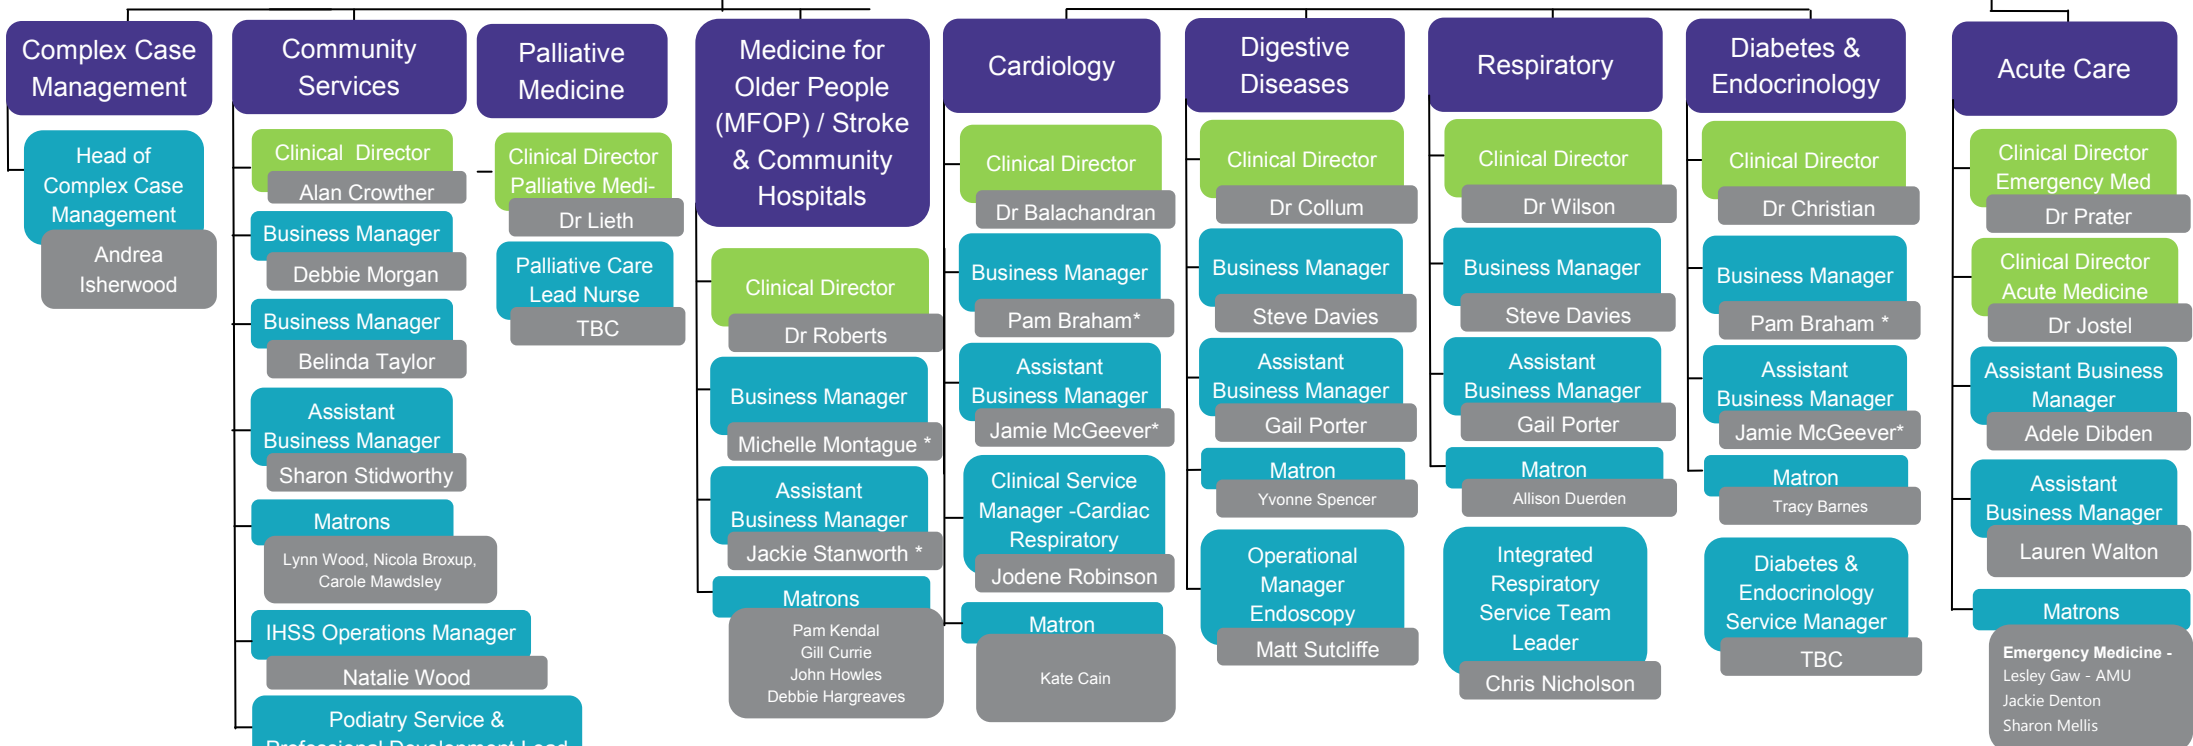 Complex Case
Management
Head of
Complex Case
Management
Andrea
Isherwood
Community
Services
Clinical Director
Alan Crowther
Business Manager
Debbie Morgan
Business Manager
Belinda Taylor
Assistant
Business Manager
Sharon Stidworthy
Matrons
Lynn Wood, Nicola Broxup,
Carole Mawdsley
IHSS Operations Manager
Natalie Wood
Podiatry Service &
Professional Development Lead
Palliative
Medicine
Clinical Director
Palliative Medi-
Dr Lieth
Palliative Care
Lead Nurse
TBC
Medicine for
Older People
(MFOP) / Stroke
& Community
Hospitals
Clinical Director
Dr Roberts
Business Manager
Michelle Montague *
Assistant
Business Manager
Jackie Stanworth *
Matrons
Pam Kendal
Gill Currie
John Howles
Debbie Hargreaves
Cardiology
Clinical Director
Dr Balachandran
Business Manager
Pam Braham*
Assistant
Business Manager
Jamie McGeever*
Clinical Service
Manager -Cardiac
Respiratory
Jodene Robinson
Matron
Kate Cain
Digestive
Diseases
Clinical Director
Dr Collum
Business Manager
Steve Davies
Assistant
Business Manager
Gail Porter
Matron
Yvonne Spencer
Operational
Manager
Endoscopy
Matt Sutcliffe
Respiratory
Clinical Director
Dr Wilson
Business Manager
Steve Davies
Assistant
Business Manager
Gail Porter
Matron
Allison Duerden
Integrated
Respiratory
Service Team
Leader
Chris Nicholson
Diabetes &
Endocrinology
Clinical Director
Dr Christian
Business Manager
Pam Braham *
Assistant
Business Manager
Jamie McGeever*
Matron
Tracy Barnes
Diabetes &
Endocrinology
Service Manager
TBC
Acute Care
Clinical Director
Emergency Med
Dr Prater
Clinical Director
Acute Medicine
Dr Jostel
Assistant Business
Manager
Adele Dibden
Assistant
Business Manager
Lauren Walton
Matrons
Emergency Medicine -
Lesley Gaw - AMU
Jackie Denton
Sharon Mellis